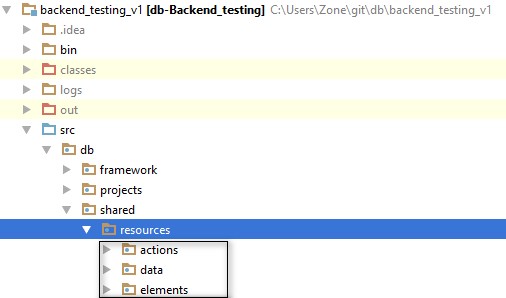 backend_testing_v1 [db-Backend_testing] C:\Users\Zone\git\db\backend_testing_v1
.idea
bin
classes
logs
out
src
db
framework
projects
shared
resources
actions
data
elements